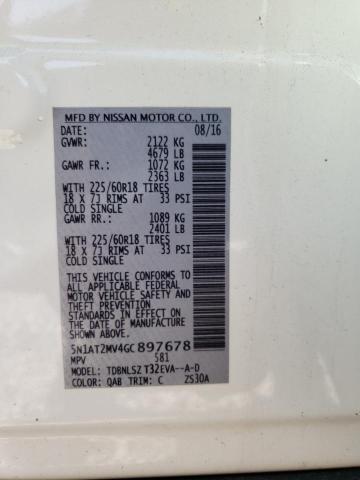 MFD BY NISSAN MOTOR CO., LTD.
DATE: 08/16
GVWR: 2122 KG
4679 LB
GAWR FR.: 1072 KG
2363 LB
WITH 225/60R18 TIRES
18 X 7J RIMS AT 33 PSI
COLD SINGLE
GAWR RR.: 1089 KG
2401 LB
WITH 225/60R18 TIRES
18 X 7J RIMS AT 33 PSI
COLD SINGLE
THIS VEHICLE CONFORMS TO
ALL APPLICABLE FEDERAL
MOTOR VEHICLE SAFETY
AND THEFT PREVENTION
STANDARDS IN EFFECT ON
THE DATE OF MANUFACTURE
SHOWN ABOVE.
5N1AT2MV4GC897678
MPV 581
MODEL: TDBNLSZ T32EVA--A-D
COLOR: QAB TRIM: C ZS30A